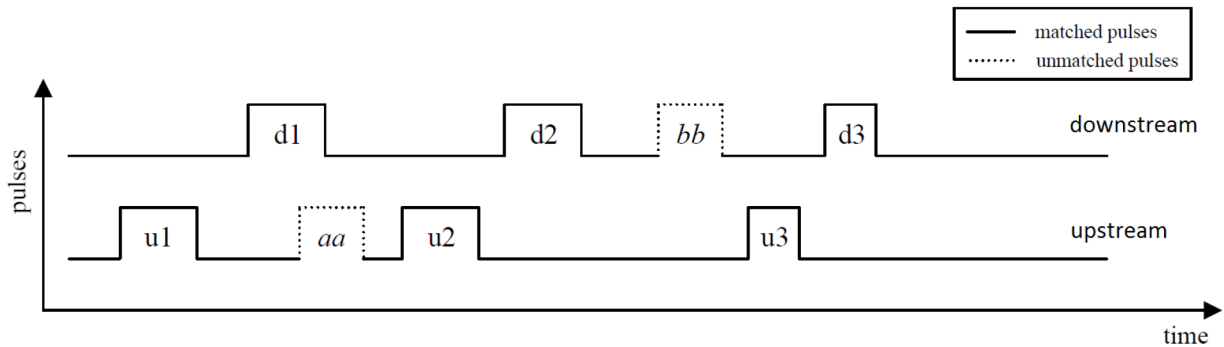 matched pulses
unmatched pulses
pulses
d1 d2 bb d3 downstream
u1 aa u2 u3 upstream
time